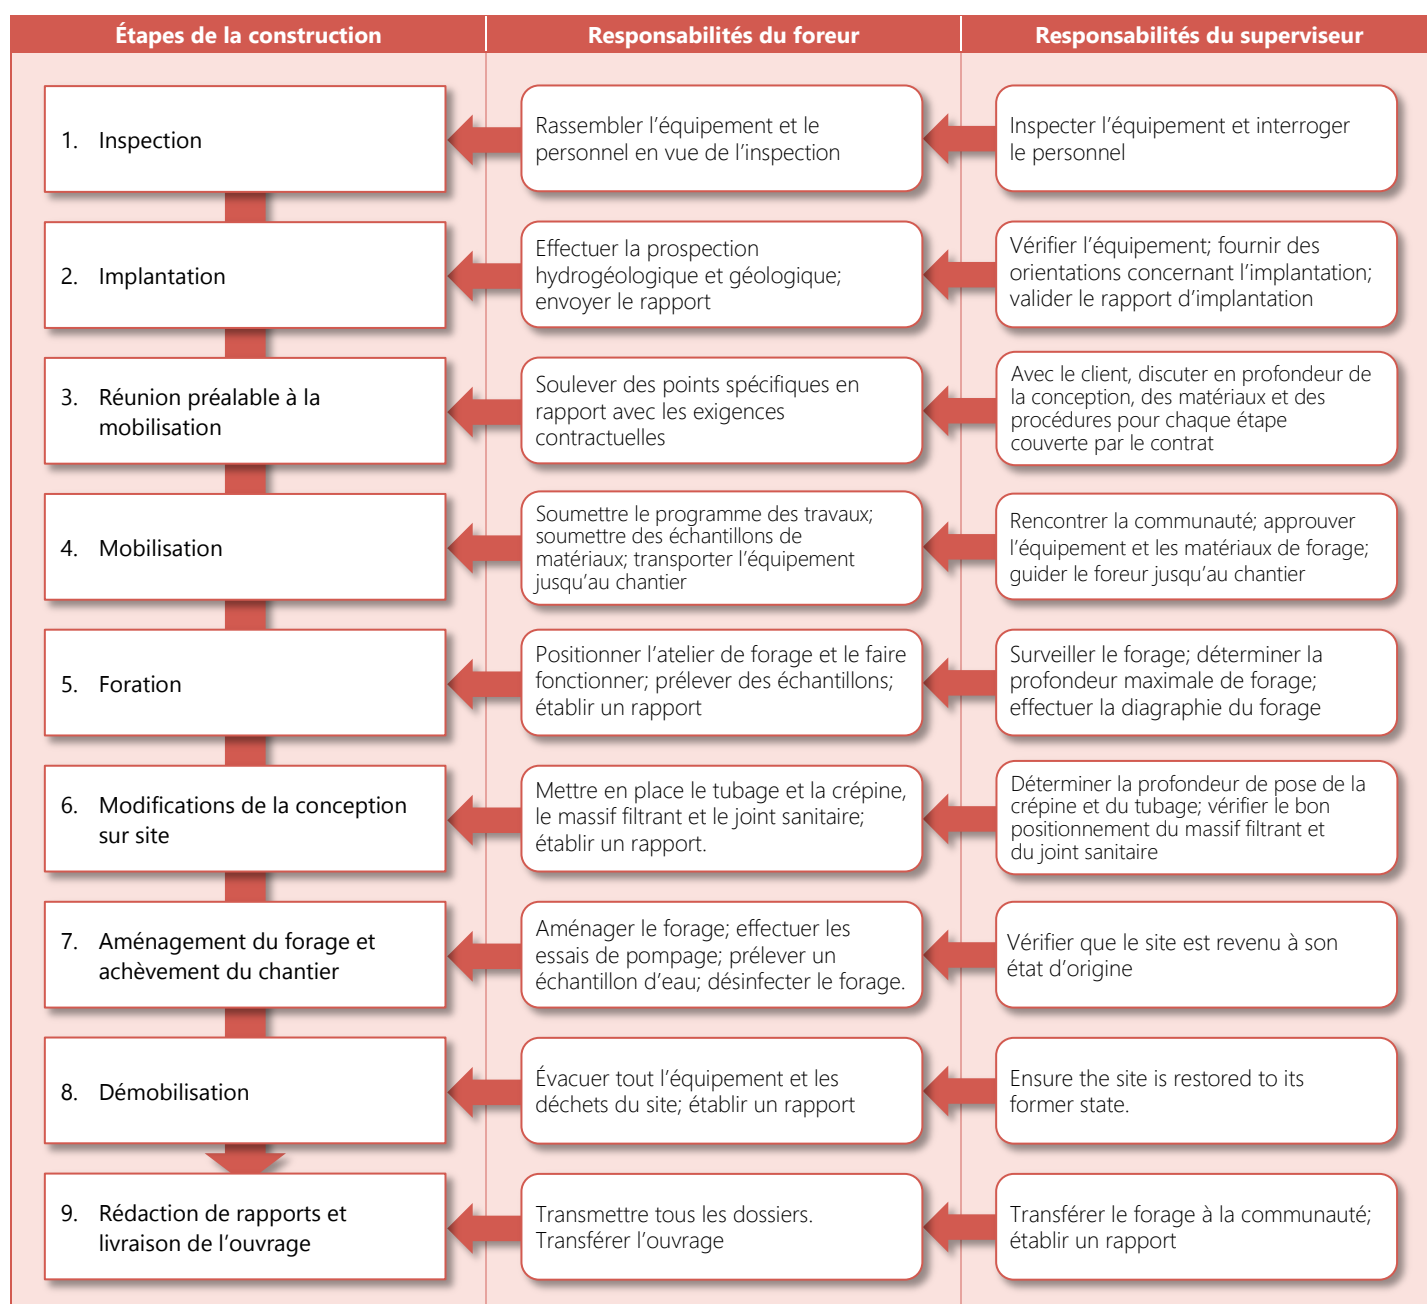 Étapes de la construction
Responsabilités du foreur
Responsabilités du superviseur
1. Inspection
Rassembler l’équipement et le
personnel en vue de l’inspection
Inspecter l’équipement et interroger
le personnel
2. Implantation
Effectuer la prospection
hydrogéologique et géologique;
envoyer le rapport
Vérifier l’équipement; fournir des
orientations concernant l’implantation;
valider le rapport d’implantation
3. Réunion préalable à la
mobilisation
Soulever des points spécifiques en
rapport avec les exigences
contractuelles
Avec le client, discuter en profondeur de
la conception, des matériaux et des
procédures pour chaque étape
couverte par le contrat
4. Mobilisation
Soumettre le programme des travaux;
soumettre des échantillons de
matériaux; transporter l’équipement
jusqu’au chantier
Rencontrer la communauté; approuver
l’équipement et les matériaux de forage;
guider le foreur jusqu’au chantier
5. Foration
Positionner l’atelier de forage et le faire
fonctionner; prélever des échantillons;
établir un rapport
Surveiller le forage; déterminer la
profondeur maximale de forage;
effectuer la diagraphie du forage
6. Modifications de la conception
sur site
Mettre en place le tubage et la crépine,
le massif filtrant et le joint sanitaire;
établir un rapport.
Déterminer la profondeur de pose de la
crépine et du tubage; vérifier le bon
positionnement du massif filtrant et
du joint sanitaire
7. Aménagement du forage et
achèvement du chantier
Aménager le forage; effectuer les
essais de pompage; prélever un
échantillon d’eau; désinfecter le forage.
Vérifier que le site est revenu à son
état d’origine
8. Démobilisation
Évacuer tout l’équipement et les
déchets du site; établir un rapport
Ensure the site is restored to its
former state.
9. Rédaction de rapports et
livraison de l’ouvrage
Transmettre tous les dossiers.
Transférer l’ouvrage
Transférer le forage à la communauté;
établir un rapport